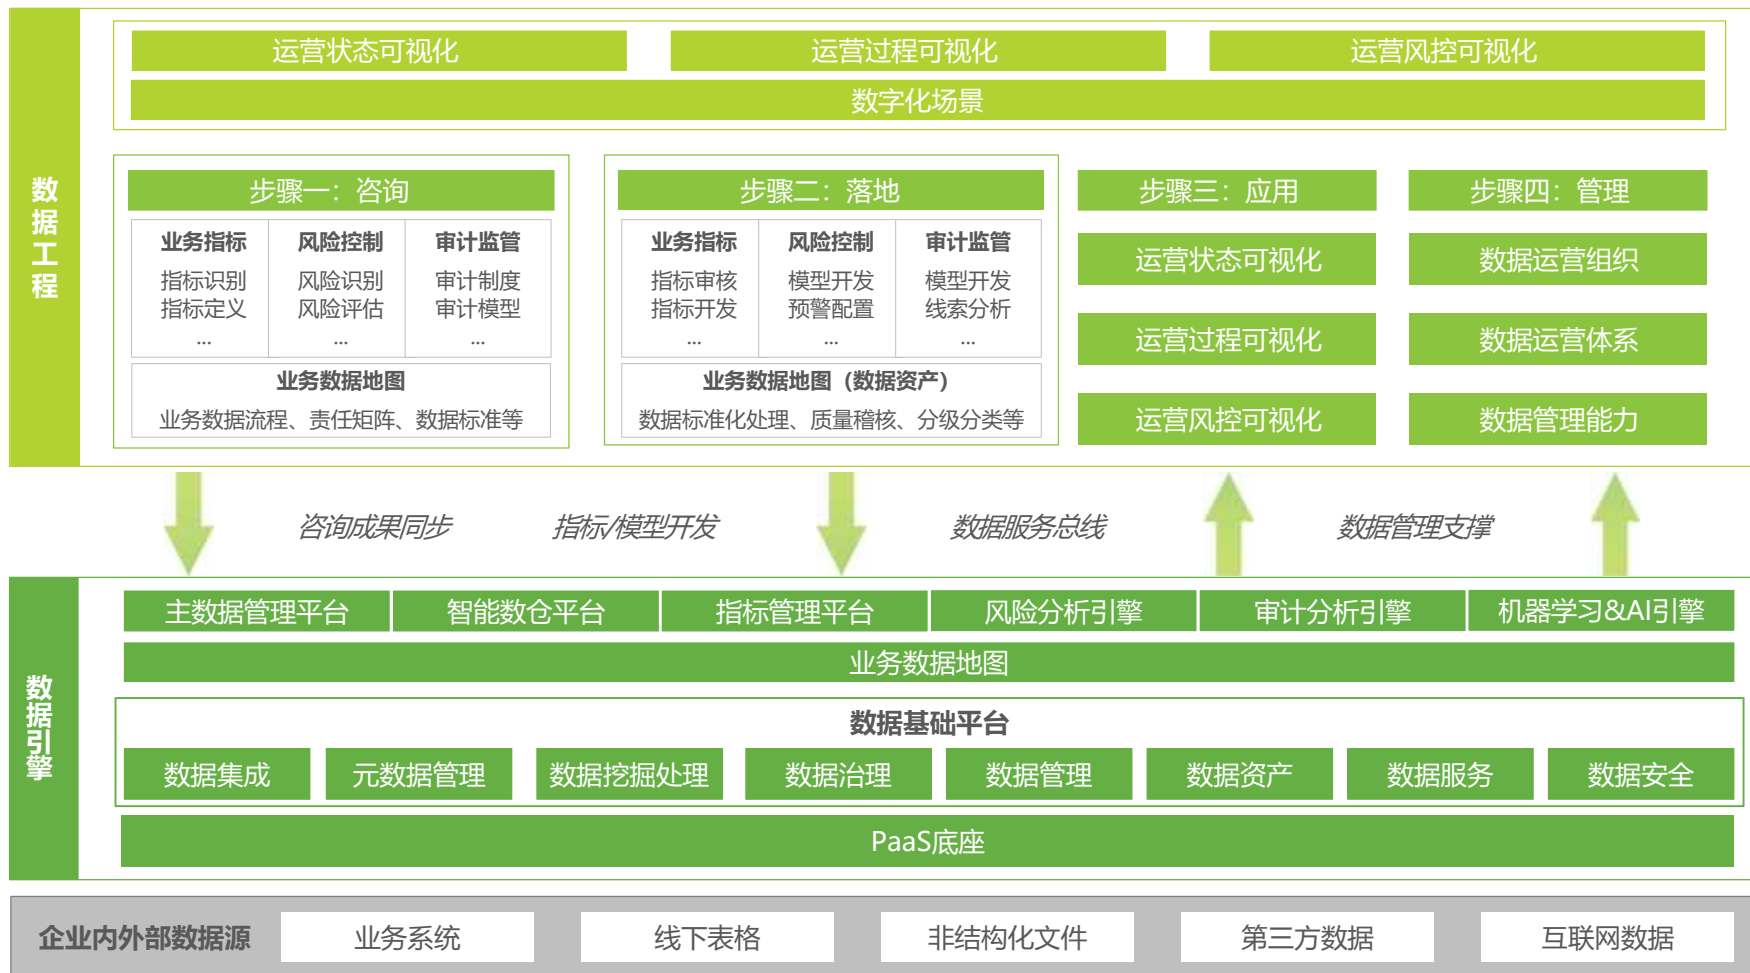 数据工程
运营状态可视化
运营过程可视化
运营风控可视化
数字化场景
步骤一：咨询
业务指标
指标识别
指标定义
...
风险控制
风险识别
风险评估
...
审计监管
审计制度
审计模型
...
业务数据地图
业务数据流程、责任矩阵、数据标准等
步骤二：落地
业务指标
指标审核
指标开发
...
风险控制
模型开发
预警配置
...
审计监管
模型开发
线索分析
...
业务数据地图（数据资产）
数据标准化处理、质量稽核、分级分类等
步骤三：应用
运营状态可视化
运营过程可视化
运营风控可视化
步骤四：管理
数据运营组织
数据运营体系
数据管理能力
咨询成果同步
指标/模型开发
数据服务总线
数据管理支撑
数据引擎
主数据管理平台
智能数仓平台
指标管理平台
风险分析引擎
审计分析引擎
机器学习&AI引擎
业务数据地图
数据基础平台
数据集成
元数据管理
数据挖掘处理
数据治理
数据管理
数据资产
数据服务
数据安全
PaaS底座
企业内外部数据源
业务系统
线下表格
非结构化文件
第三方数据
互联网数据